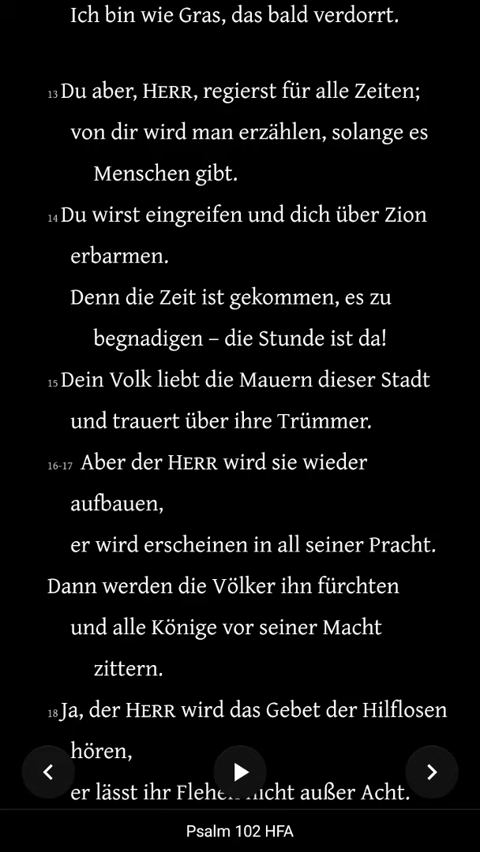 Ich bin wie Gras, das bald verdorrt.
13 Du aber, HERR, regierst für alle Zeiten;
von dir wird man erzählen, solange es
Menschen gibt.
14 Du wirst eingreifen und dich über Zion
erbarmen.
Denn die Zeit ist gekommen, es zu
begnadigen – die Stunde ist da!
15 Dein Volk liebt die Mauern dieser Stadt
und trauert über ihre Trümmer.
16-17 Aber der HERR wird sie wieder
aufbauen,
er wird erscheinen in all seiner Pracht.
Dann werden die Völker ihn fürchten
und alle Könige vor seiner Macht
zittern.
18 Ja, der HERR wird das Gebet der Hilflosen
hören,
er lässt ihr Flehen nicht außer Acht.
Psalm 102 HFA